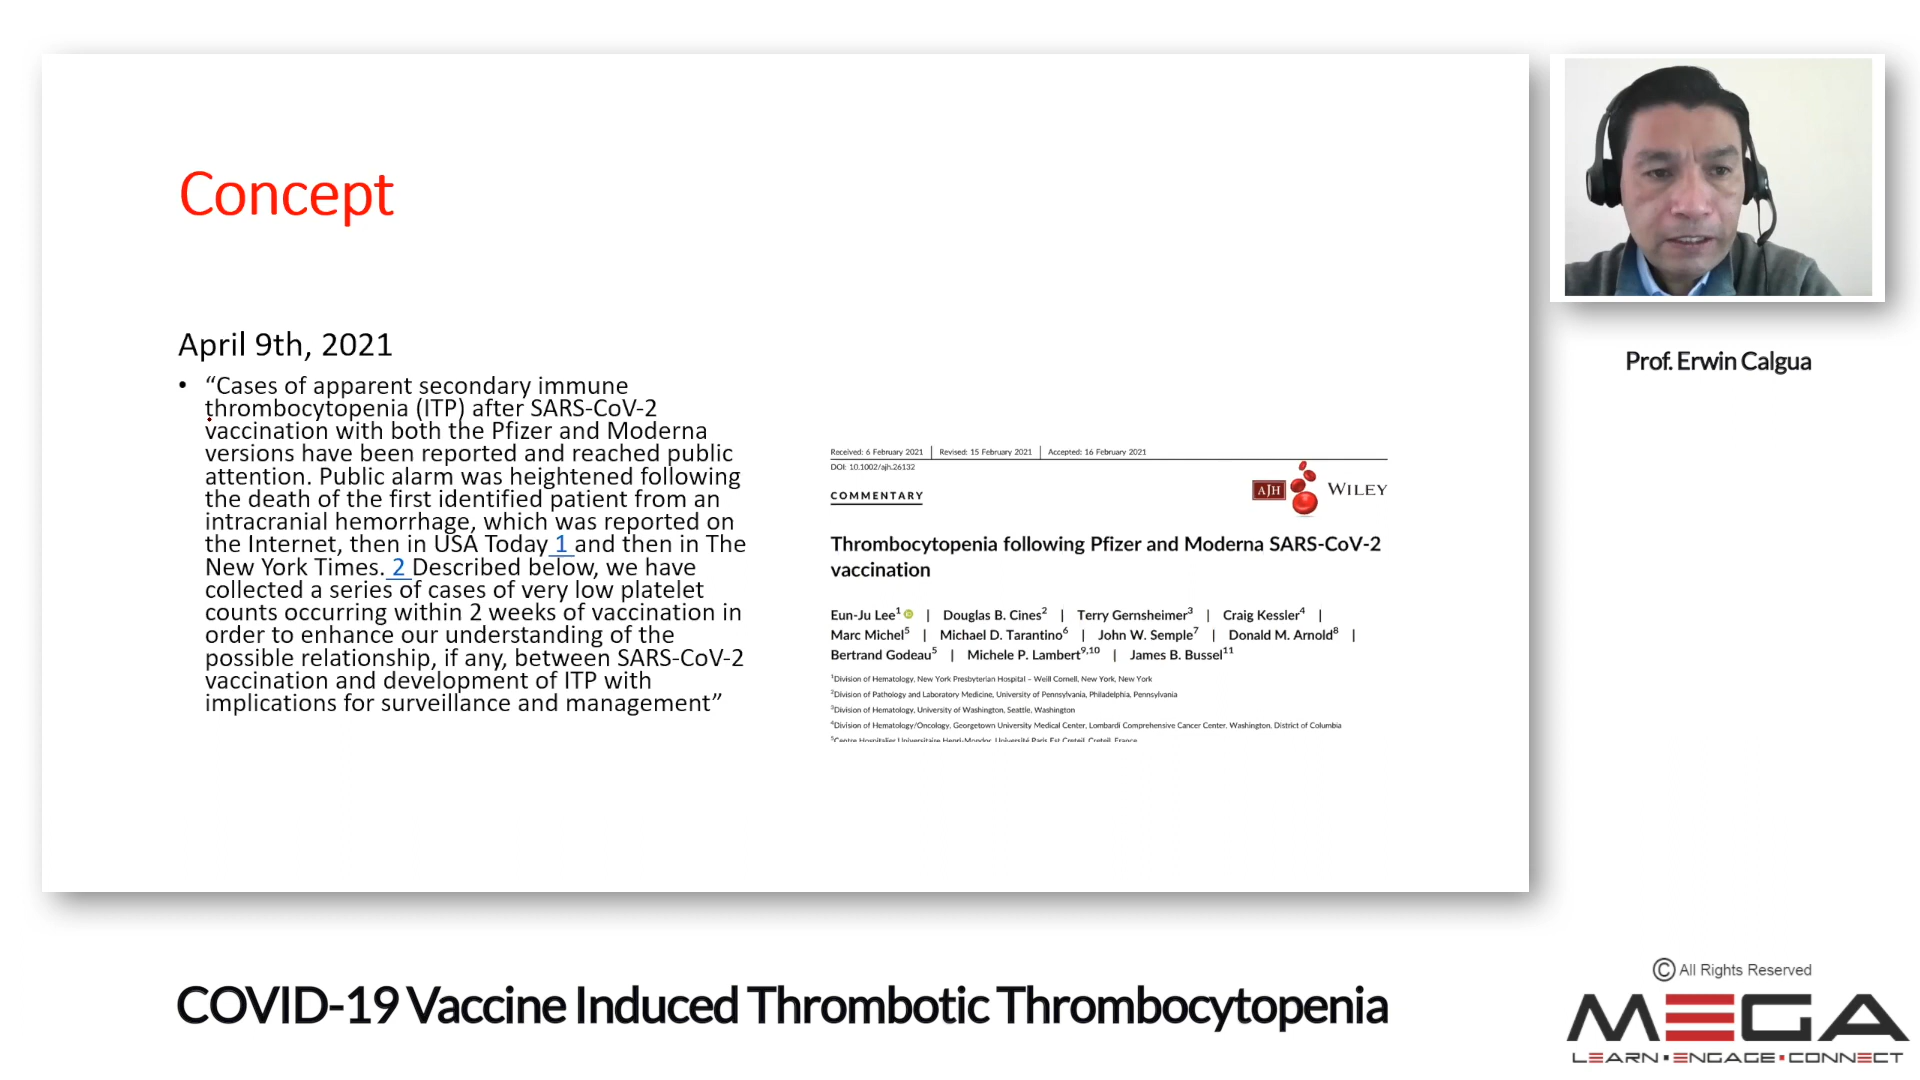 Concept
April 9th, 2021
• “Cases of apparent secondary immune
thrombocytopenia (ITP) after SARS-CoV-2
vaccination with both the Pfizer and Moderna
versions have been reported and reached public
attention. Public alarm was heightened following
the death of the first identified patient from an
intracranial hemorrhage, which was reported on
the Internet, then in USA Today 1 and then in The
New York Times. 2 Described below, we have
collected a series of cases of very low platelet
counts occurring within 2 weeks of vaccination in
order to enhance our understanding of the
possible relationship, if any, between SARS-CoV-2
vaccination and development of ITP with
implications for surveillance and management”
Received: 6 February 2021 | Revised: 15 February 2021 | Accepted: 16 February 2021
DOI: 10.1002/ajh.26132
COMMENTARY
AJH WILEY
Thrombocytopenia following Pfizer and Moderna SARS-CoV-2
vaccination
Eun-Ju Lee1 | Douglas B. Cines2 | Terry Gernsheimer3 | Craig Kessler4 |
Marc Michel5 | Michael D. Tarantino6 | John W. Semple7 | Donald M. Arnold8 |
Bertrand Godeau5 | Michele P. Lambert9,10 | James B. Bussel11
1Division of Hematology, New York Presbyterian Hospital – Weill Cornell, New York, New York
2Division of Pathology and Laboratory Medicine, University of Pennsylvania, Philadelphia, Pennsylvania
3Division of Hematology, University of Washington, Seattle, Washington
4Division of Hematology/Oncology, Georgetown University Medical Center, Lombardi Comprehensive Cancer Center, Washington, District of Columbia
5Centre Hospitalier Universitaire Henri-Mondor, Université Paris Est Creteil, Creteil, France
Prof. Erwin Calgua
COVID-19 Vaccine Induced Thrombotic Thrombocytopenia
© All Rights Reserved
MEGA
LEARN ▪ ENGAGE ▪ CONNECT